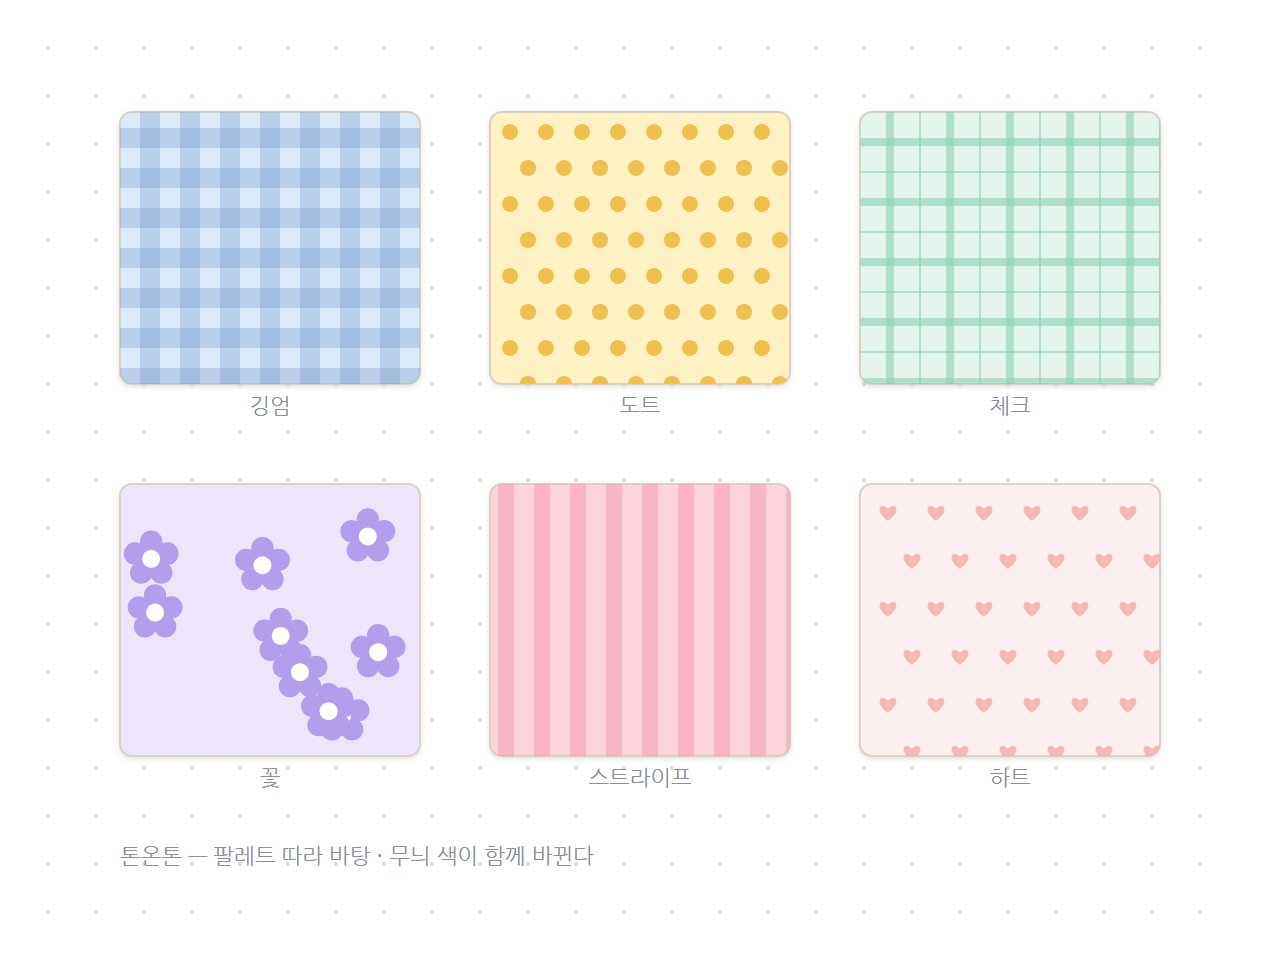 깅엄
도트
체크
꽃
스트라이프
하트
톤온톤 — 팔레트 따라 바탕 · 무늬 색이 함께 바뀐다